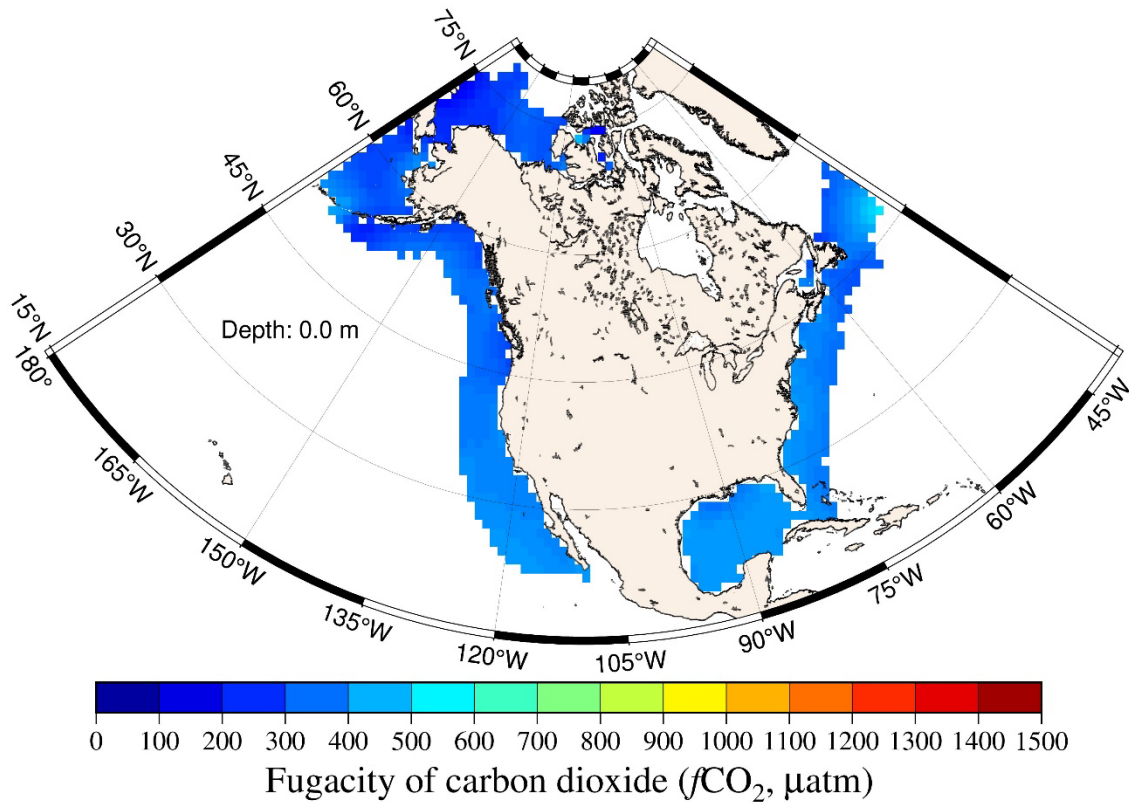 75°N
60°N
45°N
30°N
15°N
180°
Depth: 0.0 m
165°W
150°W
135°W
120°W
105°W
90°W
75°W
60°W
45°W
0 100 200 300 400 500 600 700 800 900 1000 1100 1200 1300 1400 1500
Fugacity of carbon dioxide (fCO₂, µatm)